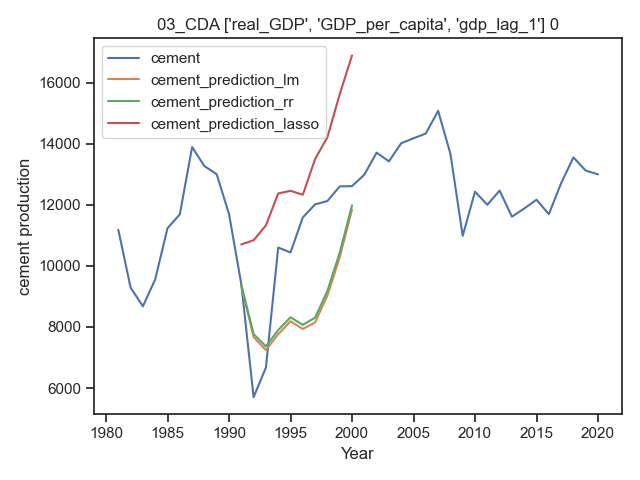 03_CDA ['real_GDP', 'GDP_per_capita', 'gdp_lag_1'] 0
cement
cement_prediction_lm
cement_prediction_rr
cement_prediction_lasso
cement production
16000
14000
12000
10000
8000
6000
1980 1985 1990 1995 2000 2005 2010 2015 2020
Year